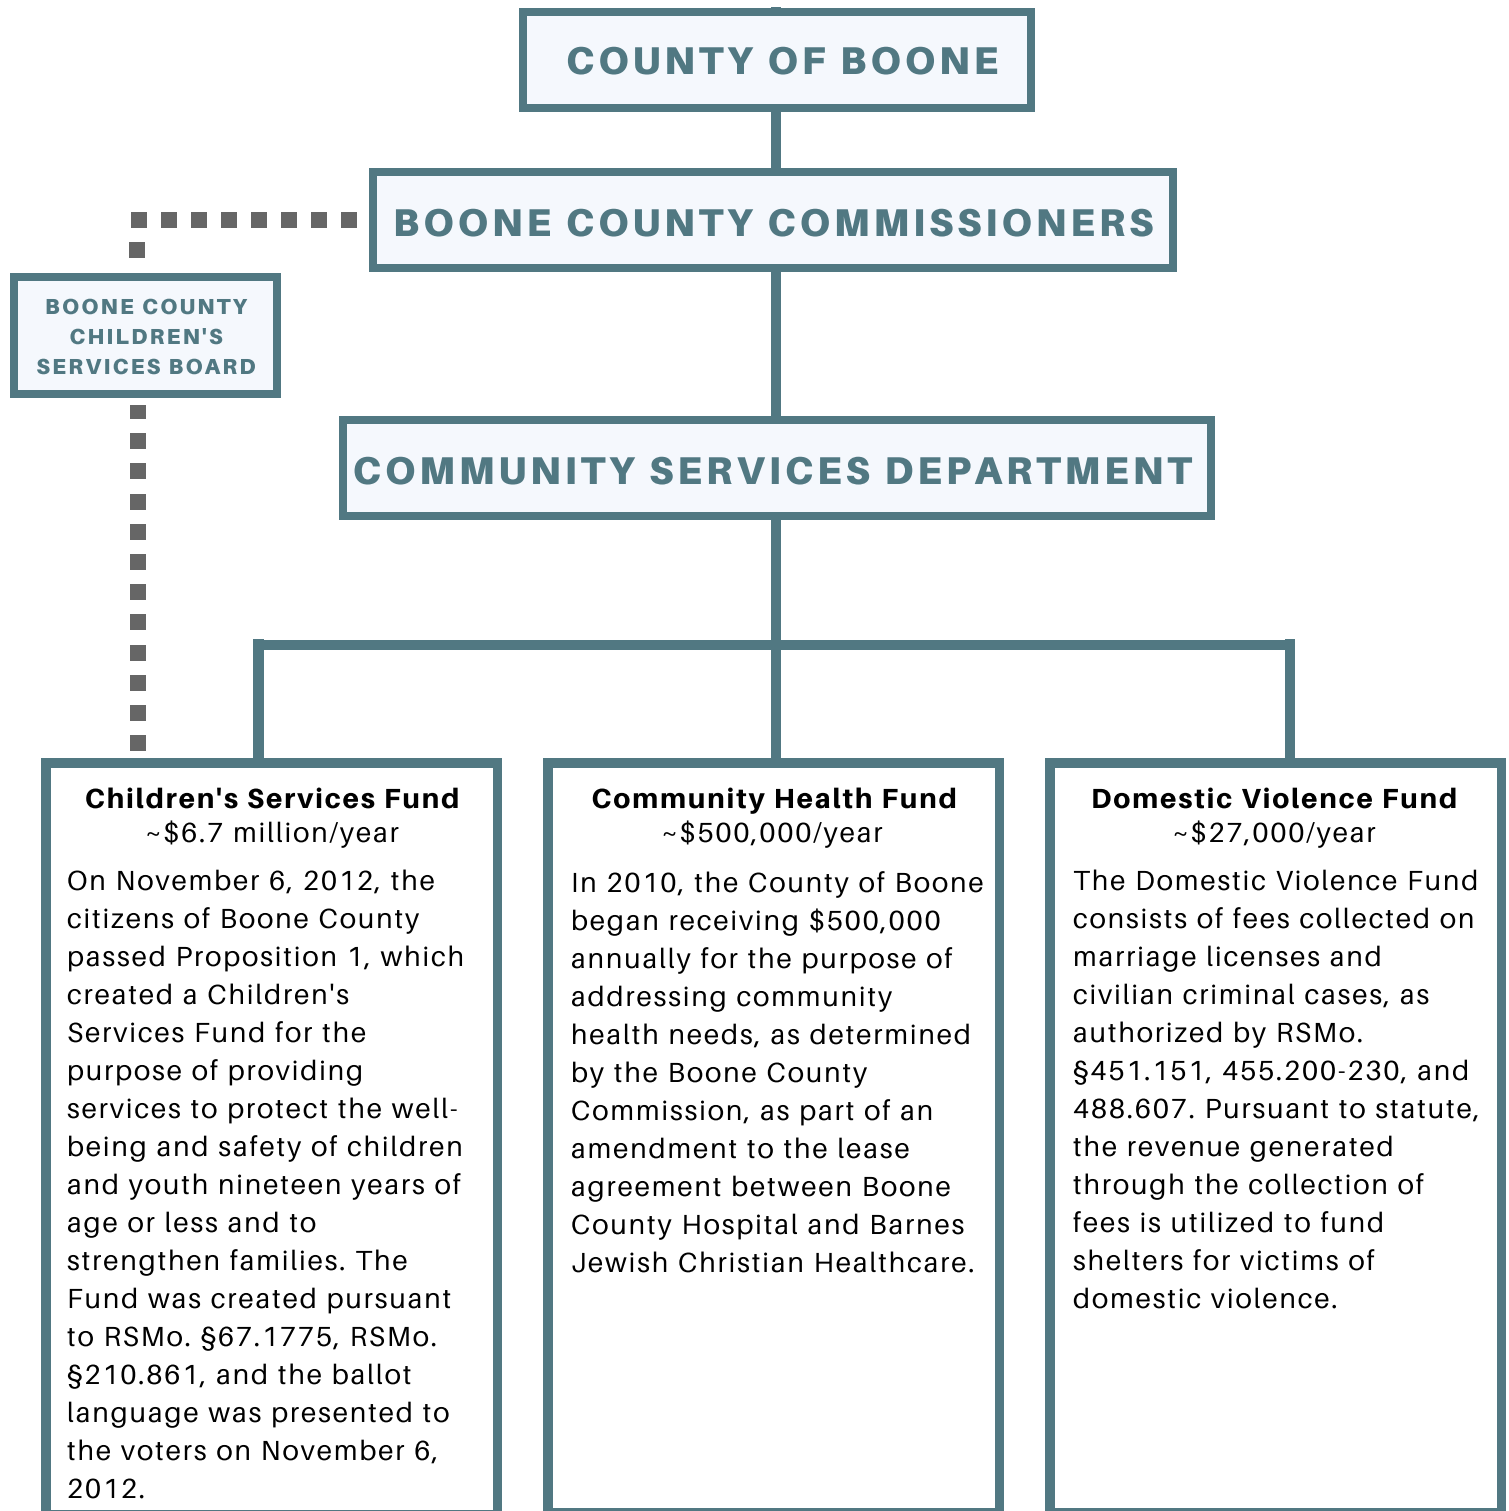 COUNTY OF BOONE
BOONE COUNTY COMMISSIONERS
BOONE COUNTY
CHILDREN'S
SERVICES BOARD
COMMUNITY SERVICES DEPARTMENT
Children's Services Fund
~$6.7 million/year
On November 6, 2012, the
citizens of Boone County
passed Proposition 1, which
created a Children's
Services Fund for the
purpose of providing
services to protect the well-
being and safety of children
and youth nineteen years of
age or less and to
strengthen families. The
Fund was created pursuant
to RSMo. §67.1775, RSMo.
§210.861, and the ballot
language was presented to
the voters on November 6,
2012.
Community Health Fund
~$500,000/year
In 2010, the County of Boone
began receiving $500,000
annually for the purpose of
addressing community
health needs, as determined
by the Boone County
Commission, as part of an
amendment to the lease
agreement between Boone
County Hospital and Barnes
Jewish Christian Healthcare.
Domestic Violence Fund
~$27,000/year
The Domestic Violence Fund
consists of fees collected on
marriage licenses and
civilian criminal cases, as
authorized by RSMo.
§451.151, 455.200-230, and
488.607. Pursuant to statute,
the revenue generated
through the collection of
fees is utilized to fund
shelters for victims of
domestic violence.